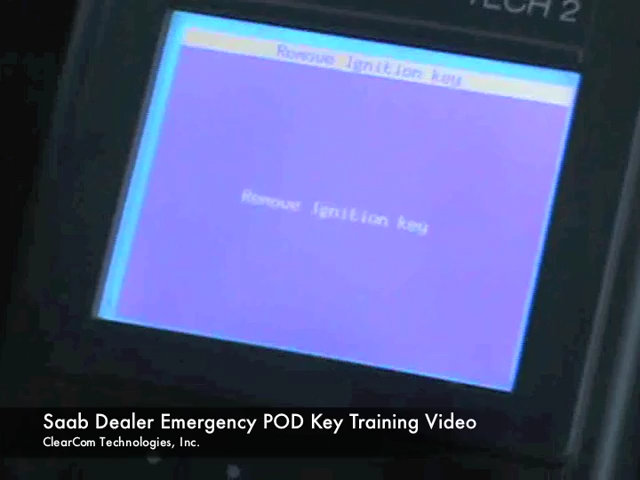 TECH 2
Remove Ignition key
Remove Ignition key
Saab Dealer Emergency POD Key Training Video
ClearCom Technologies, Inc.